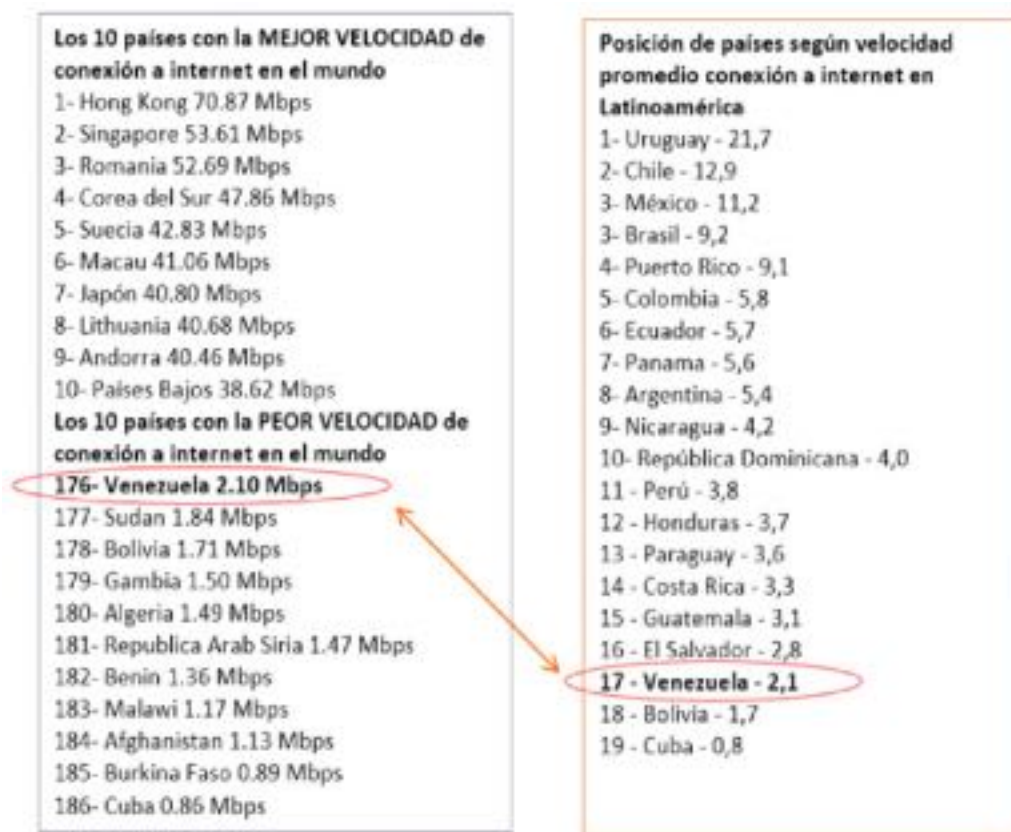 Los 10 países con la MEJOR VELOCIDAD de
conexión a internet en el mundo
1- Hong Kong 70.87 Mbps
2- Singapore 53.61 Mbps
3- Romania 52.69 Mbps
4- Corea del Sur 47.86 Mbps
5- Suecia 42.83 Mbps
6- Macau 41.06 Mbps
7- Japón 40.80 Mbps
8- Lithuania 40.68 Mbps
9- Andorra 40.46 Mbps
10- Países Bajos 38.62 Mbps
Los 10 países con la PEOR VELOCIDAD de
conexión a internet en el mundo
176- Venezuela 2.10 Mbps
177- Sudan 1.84 Mbps
178- Bolivia 1.71 Mbps
179- Gambia 1.50 Mbps
180- Algeria 1.49 Mbps
181- Republica Arab Siria 1.47 Mbps
182- Benin 1.36 Mbps
183- Malawi 1.17 Mbps
184- Afghanistan 1.13 Mbps
185- Burkina Faso 0.89 Mbps
186- Cuba 0.86 Mbps
Posición de países según velocidad
promedio conexión a internet en
Latinoamérica
1- Uruguay - 21,7
2- Chile - 12,9
3- México - 11,2
3- Brasil - 9,2
4- Puerto Rico - 9,1
5- Colombia - 5,8
6- Ecuador - 5,7
7- Panama - 5,6
8- Argentina - 5,4
9- Nicaragua - 4,2
10- República Dominicana - 4,0
11 - Perú - 3,8
12 - Honduras - 3,7
13 - Paraguay - 3,6
14 - Costa Rica - 3,3
15 - Guatemala - 3,1
16 - El Salvador - 2,8
17 - Venezuela - 2,1
18 - Bolivia - 1,7
19 - Cuba - 0,8